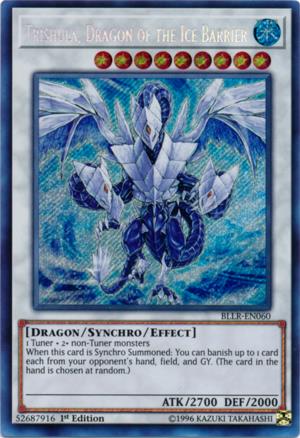 Trishula, Dragon of the Ice Barrier
BLLR-EN060
[Dragon/Synchro/Effect]
1 Tuner + 2+ non-Tuner monsters
When this card is Synchro Summoned: You can banish up to 1 card
each from your opponent's hand, field, and GY. (The card in the
hand is chosen at random.)
ATK/2700 DEF/2000
52687916 1st Edition ©1996 KAZUKI TAKAHASHI